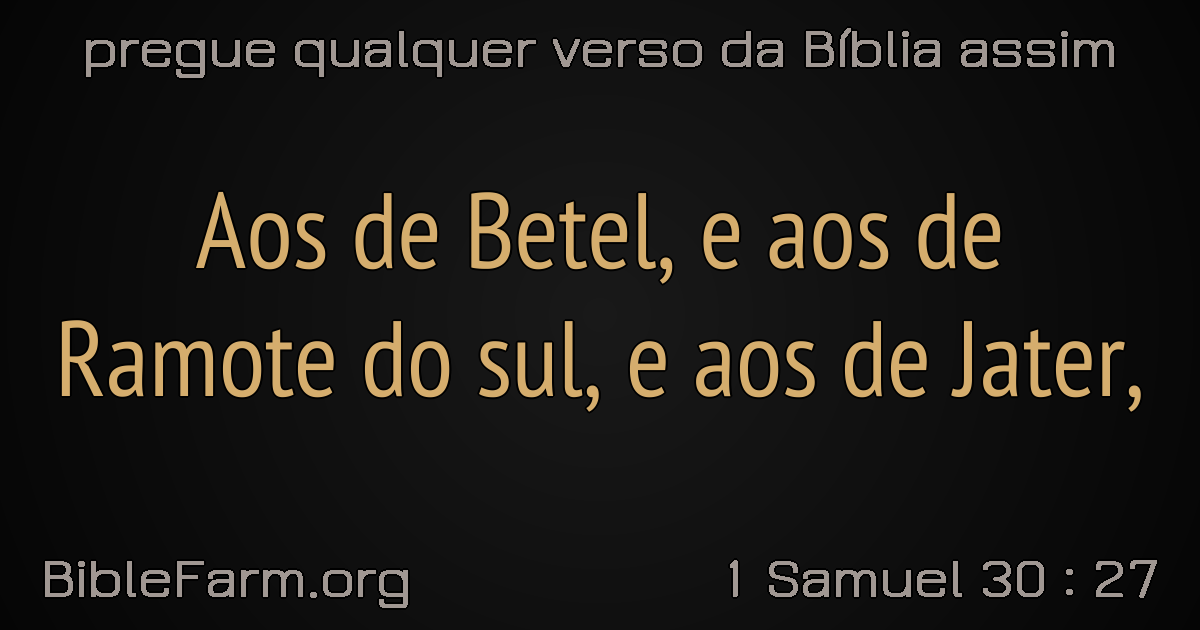 pregue qualquer verso da Bíblia assim
Aos de Betel, e aos de
Ramote do sul, e aos de Jater,
BibleFarm.org
1 Samuel 30 : 27